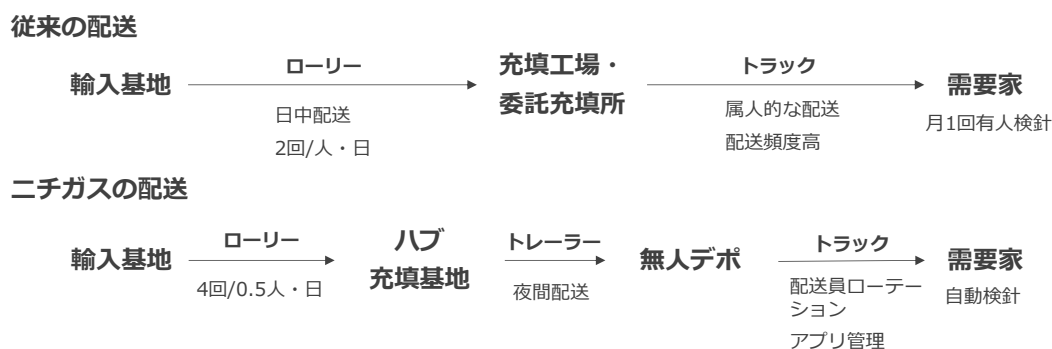 従来の配送
輸入基地
ローリー
日中配送
2回/人・日
充填工場・
委託充填所
トラック
属人的な配送
配送頻度高
需要家
月1回有人検針
ニチガスの配送
輸入基地
ローリー
4回/0.5人・日
ハブ
充填基地
トレーラー
夜間配送
無人デポ
トラック
配送員ローテー
ション
アプリ管理
需要家
自動検針